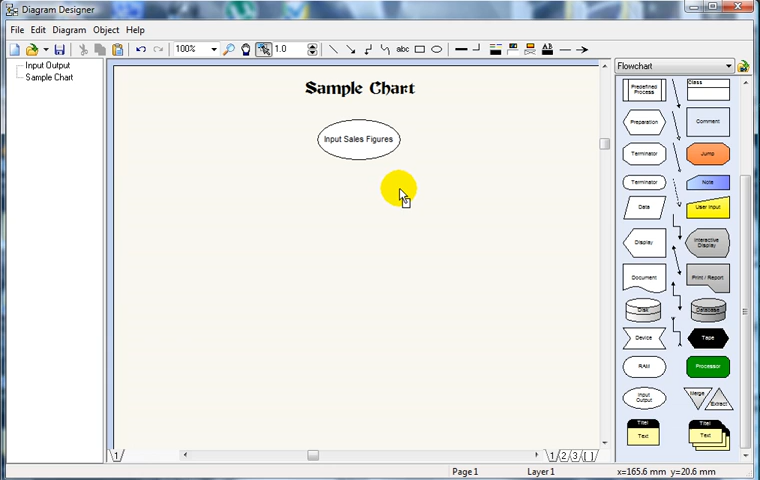 Diagram Designer
File Edit Diagram Object Help
100% 1.0 abc AB
Input Output
Sample Chart
Sample Chart
Input Sales Figures
Flowchart
Predefined Process
Class
Preparation
Comment
Terminator
Jump
Terminator
Note
Data
User Input
Display
Interactive Display
Document
Print / Report
Disk
Database
Device
Tape
RAM
Processor
Input Output
Merge
Extract
Titel
Text
Titel
Text
1
1 2 3 [ ]
Page 1 Layer 1 x=165.6 mm y=20.6 mm